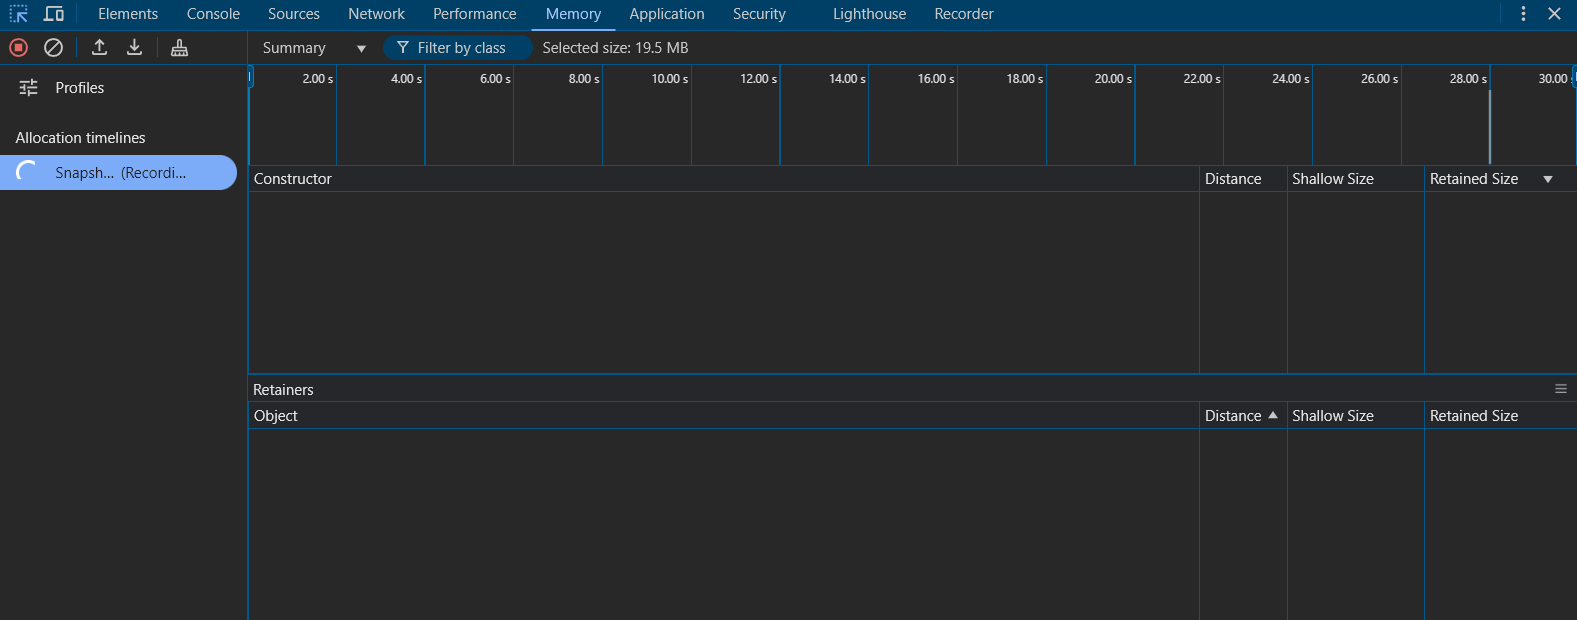 Elements Console Sources Network Performance Memory Application Security Lighthouse Recorder
Summary Filter by class Selected size: 19.5 MB
Profiles
2.00 s 4.00 s 6.00 s 8.00 s 10.00 s 12.00 s 14.00 s 16.00 s 18.00 s 20.00 s 22.00 s 24.00 s 26.00 s 28.00 s 30.00
Allocation timelines
Snapsh... (Recordi...
Constructor Distance Shallow Size Retained Size
Retainers
Object Distance Shallow Size Retained Size